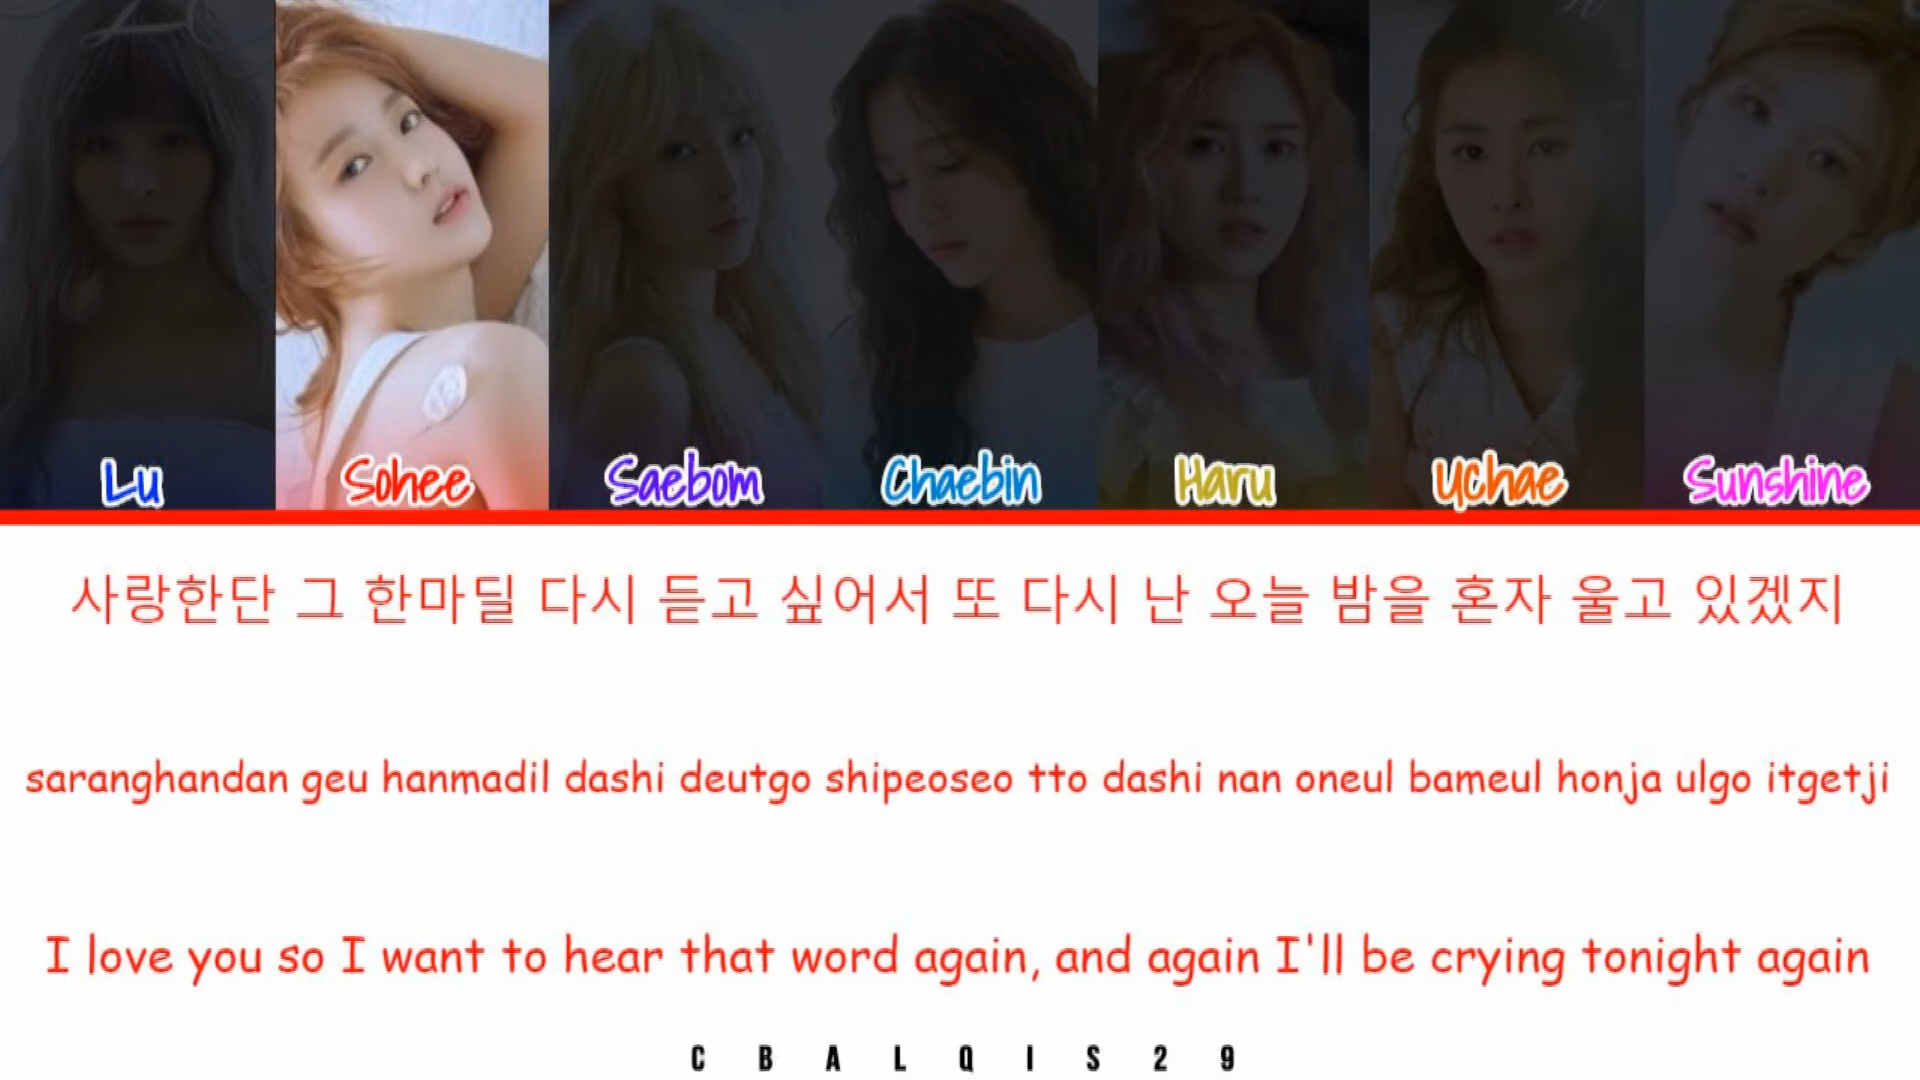 Lu Sohee Saebom Chaebin Haru YChae Sunshine
사랑한단 그 한마딜 다시 듣고 싶어서 또 다시 난 오늘 밤을 혼자 울고 있겠지
saranghandan geu hanmadil dashi deutgo shipeoseo tto dashi nan oneul bameul honja ulgo itgetji
I love you so I want to hear that word again, and again I'll be crying tonight again
CBALQIS29